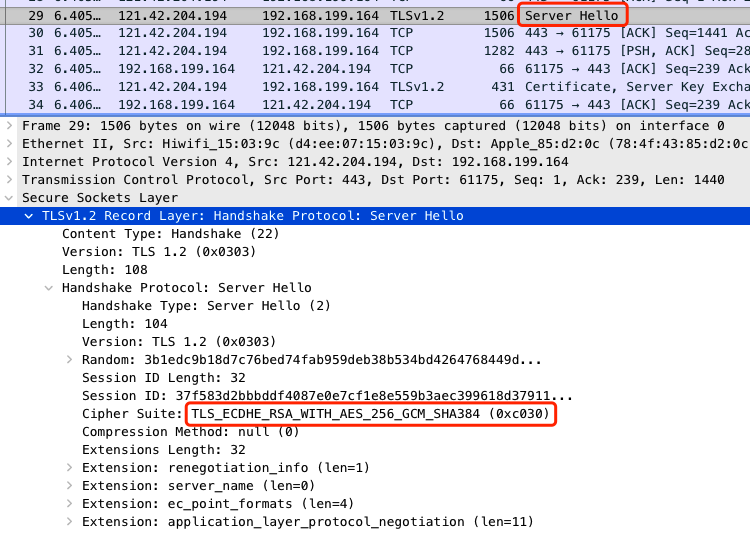 29 6.405… 121.42.204.194 192.168.199.164 TLSv1.2 1506 Server Hello
30 6.405… 121.42.204.194 192.168.199.164 TCP 1506 443 → 61175 [ACK] Seq=1441 Ac
31 6.405… 121.42.204.194 192.168.199.164 TCP 1282 443 → 61175 [PSH, ACK] Seq=28
32 6.405… 192.168.199.164 121.42.204.194 TCP 66 61175 → 443 [ACK] Seq=239 Ack
33 6.406… 121.42.204.194 192.168.199.164 TLSv1.2 431 Certificate, Server Key Excha
34 6.406… 192.168.199.164 121.42.204.194 TCP 66 61175 → 443 [ACK] Seq=239 Ack
Frame 29: 1506 bytes on wire (12048 bits), 1506 bytes captured (12048 bits) on interface 0
Ethernet II, Src: Hiwifi_15:03:9c (d4:ee:07:15:03:9c), Dst: Apple_85:d2:0c (78:4f:43:85:d2:0c
Internet Protocol Version 4, Src: 121.42.204.194, Dst: 192.168.199.164
Transmission Control Protocol, Src Port: 443, Dst Port: 61175, Seq: 1, Ack: 239, Len: 1440
Secure Sockets Layer
TLSv1.2 Record Layer: Handshake Protocol: Server Hello
Content Type: Handshake (22)
Version: TLS 1.2 (0x0303)
Length: 108
Handshake Protocol: Server Hello
Handshake Type: Server Hello (2)
Length: 104
Version: TLS 1.2 (0x0303)
Random: 3b1edc9b18d7c76bed74fab959deb38b534bd4264768449d...
Session ID Length: 32
Session ID: 37f583d2bbbddf4087e0e7cf1e8e559b3aec399618d37911...
Cipher Suite: TLS_ECDHE_RSA_WITH_AES_256_GCM_SHA384 (0xc030)
Compression Method: null (0)
Extensions Length: 32
Extension: renegotiation_info (len=1)
Extension: server_name (len=0)
Extension: ec_point_formats (len=4)
Extension: application_layer_protocol_negotiation (len=11)